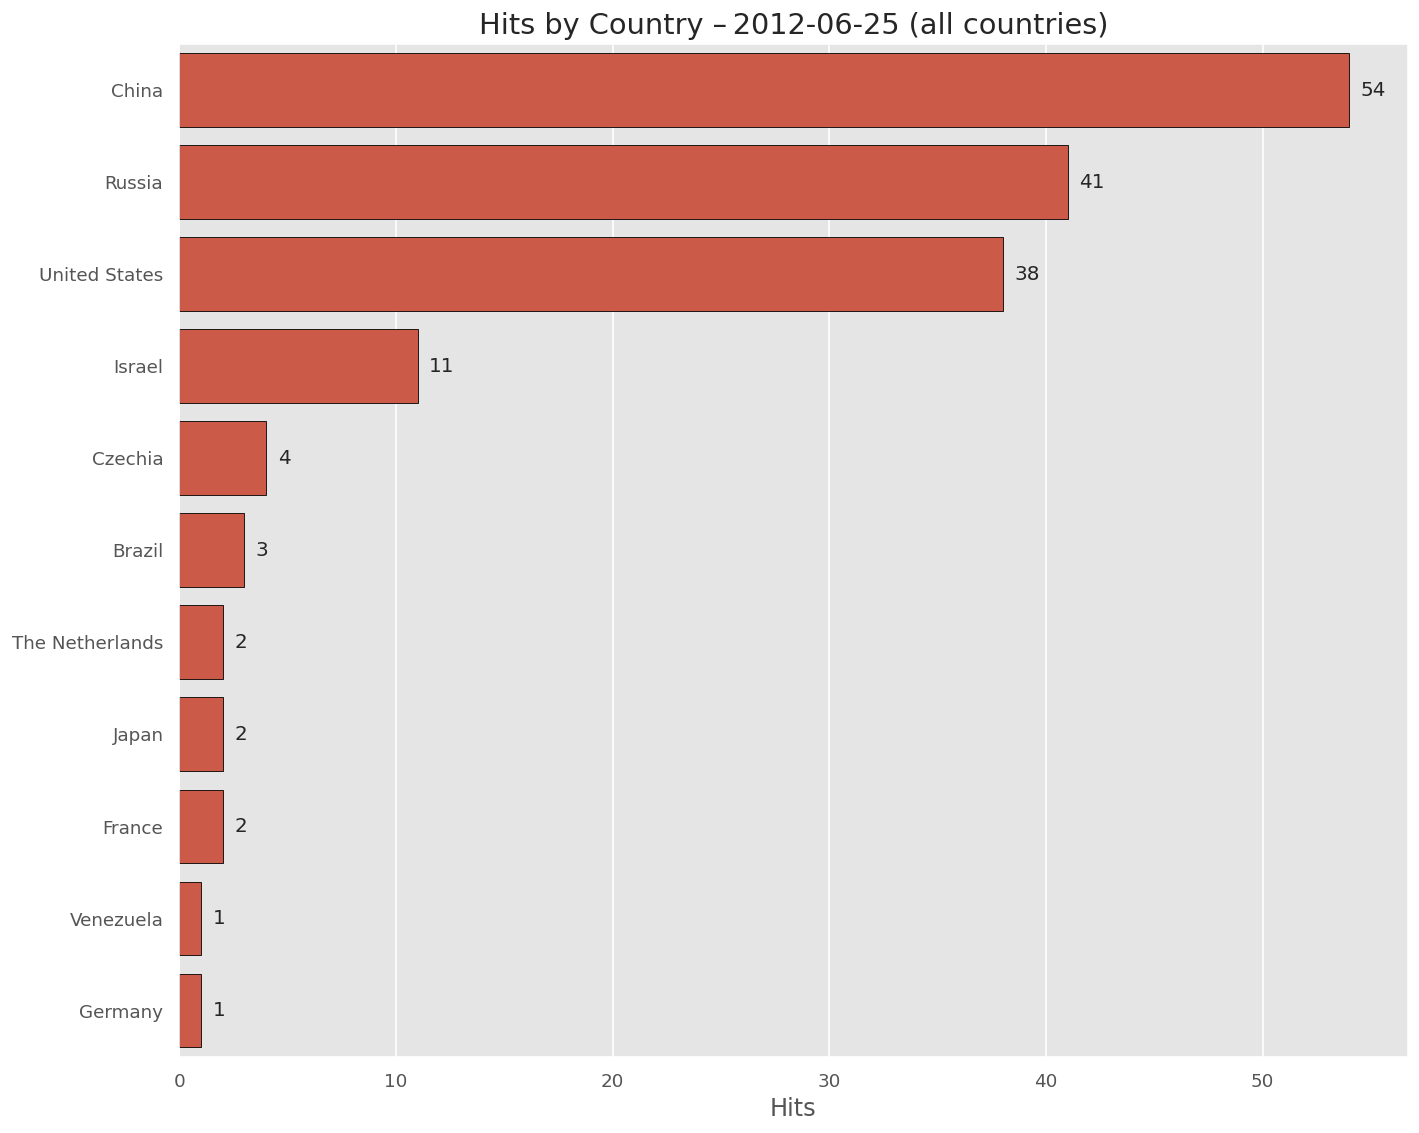 Hits by Country – 2012-06-25 (all countries)
China 54
Russia 41
United States 38
Israel 11
Czechia 4
Brazil 3
The Netherlands 2
Japan 2
France 2
Venezuela 1
Germany 1
0 10 20 30 40 50
Hits